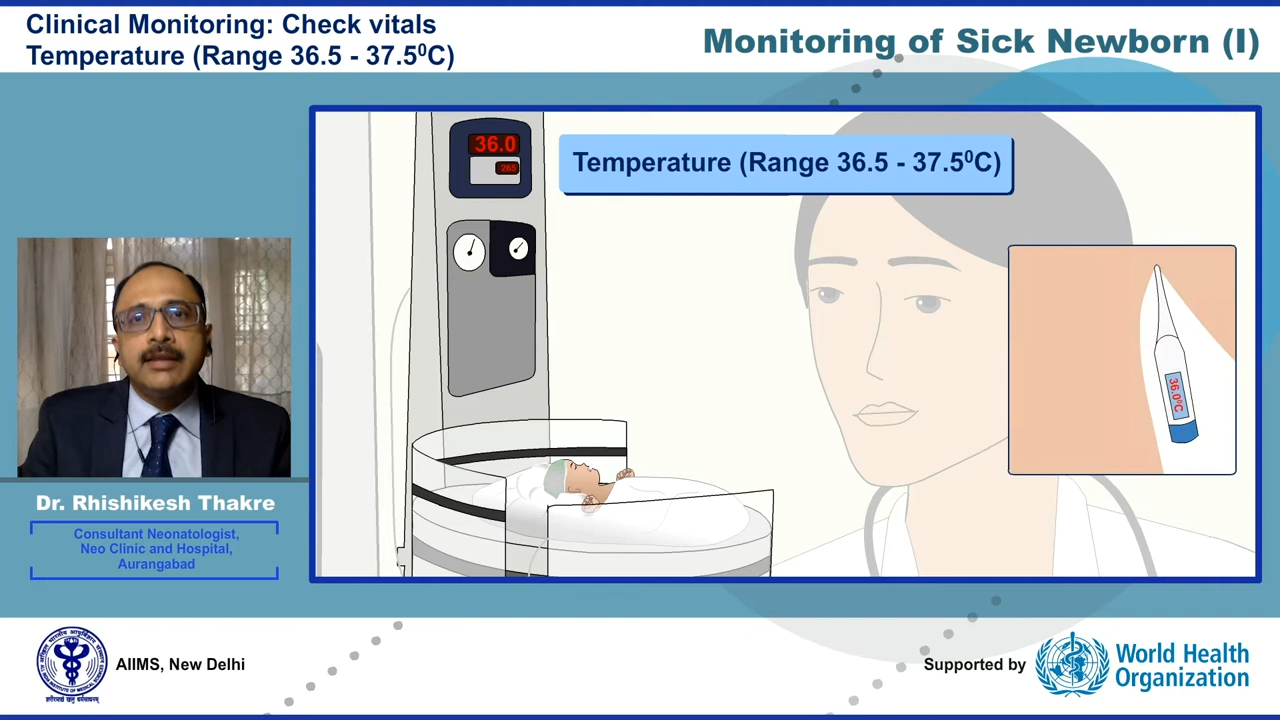 Clinical Monitoring: Check vitals
Temperature (Range 36.5 - 37.5⁰C)
Monitoring of Sick Newborn (I)
36.0
265
Temperature (Range 36.5 - 37.5⁰C)
36.0⁰C
Dr. Rhishikesh Thakre
Consultant Neonatologist,
Neo Clinic and Hospital,
Aurangabad
AIIMS, New Delhi
Supported by
World Health
Organization